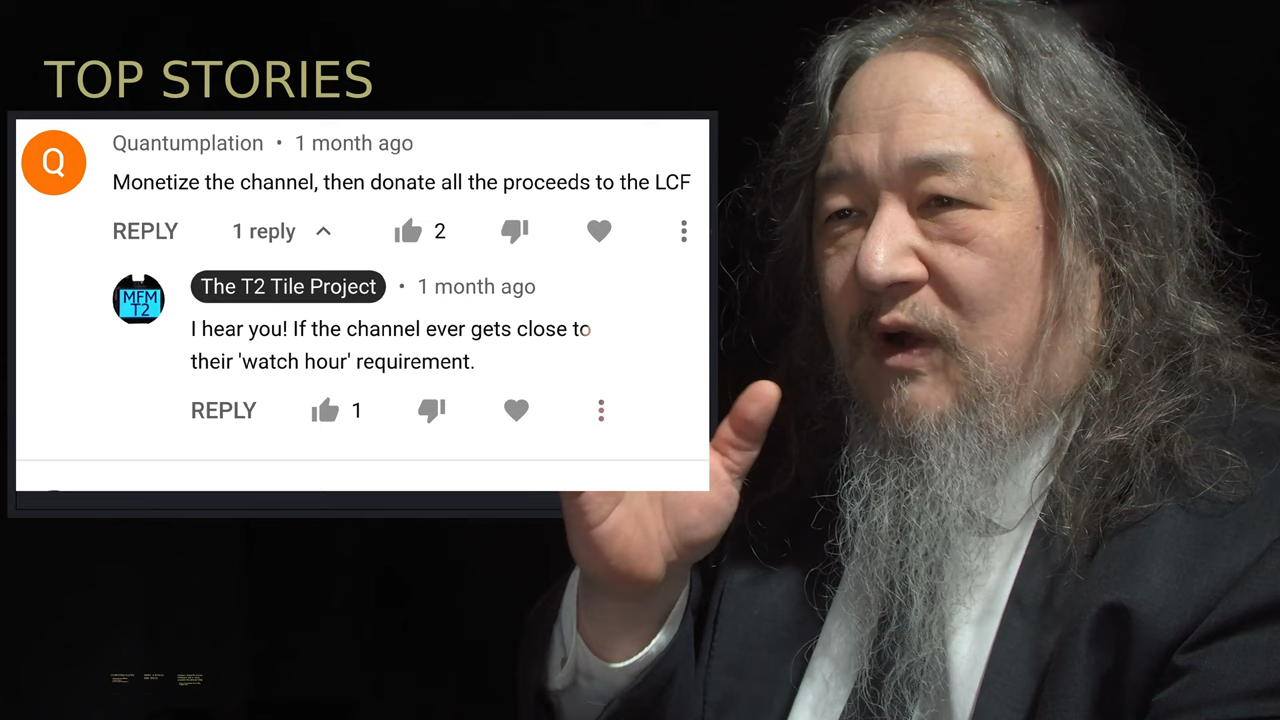 TOP STORIES
Quantumplation • 1 month ago
Q
Monetize the channel, then donate all the proceeds to the LCF
REPLY 1 reply 2
The T2 Tile Project • 1 month ago
MFM
T2
I hear you! If the channel ever gets close to
their 'watch hour' requirement.
REPLY 1